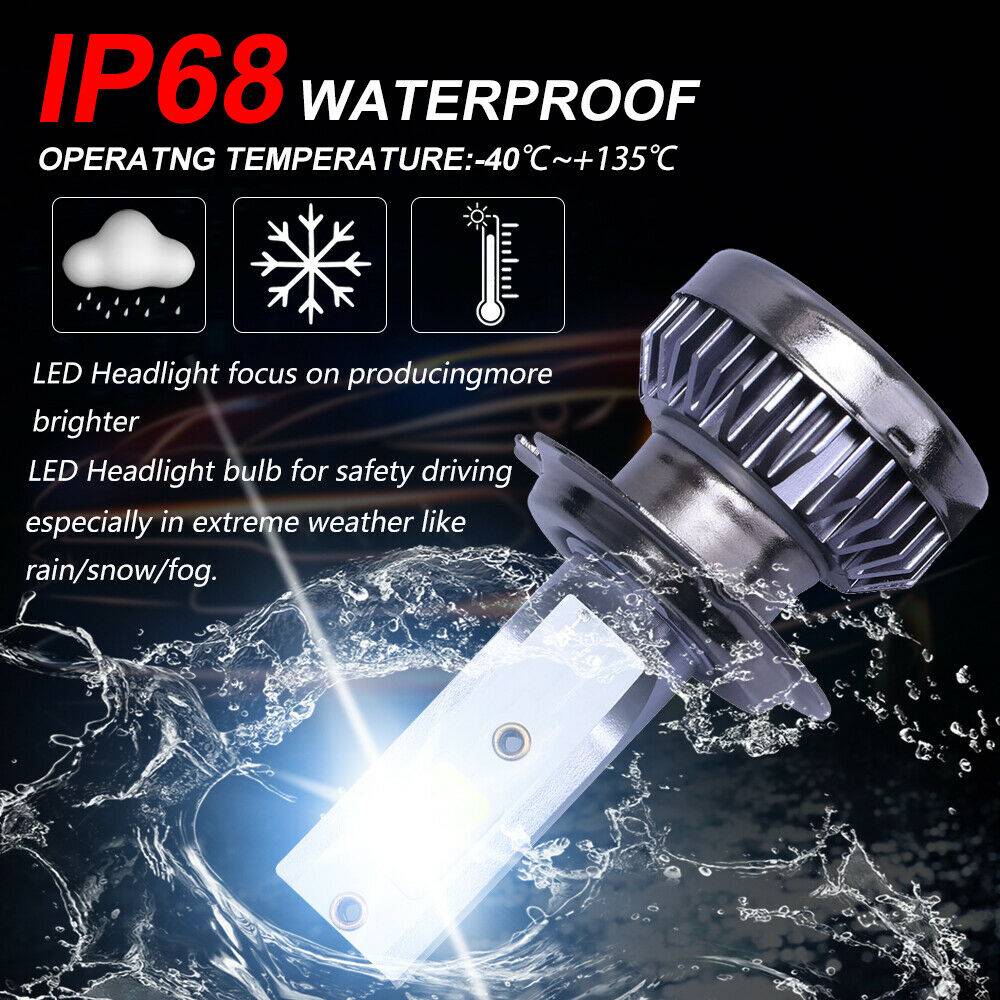 IP68 WATERPROOF
OPERATNG TEMPERATURE:-40℃~+135℃
LED Headlight focus on producingmore
brighter
LED Headlight bulb for safety driving
especially in extreme weather like
rain/snow/fog.